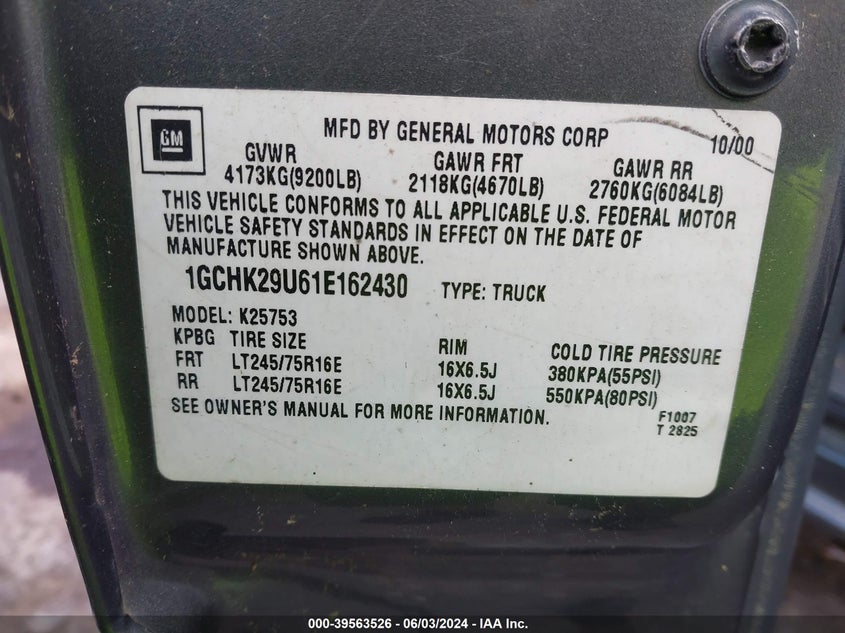 GM
MFD BY GENERAL MOTORS CORP 10/00
GVWR GAWR FRT GAWR RR
4173KG(9200LB) 2118KG(4670LB) 2760KG(6084LB)
THIS VEHICLE CONFORMS TO ALL APPLICABLE U.S. FEDERAL MOTOR
VEHICLE SAFETY STANDARDS IN EFFECT ON THE DATE OF
MANUFACTURE SHOWN ABOVE.
1GCHK29U61E162430 TYPE: TRUCK
MODEL: K25753
KPBG TIRE SIZE RIM COLD TIRE PRESSURE
FRT LT245/75R16E 16X6.5J 380KPA(55PSI)
RR LT245/75R16E 16X6.5J 550KPA(80PSI)
SEE OWNER'S MANUAL FOR MORE INFORMATION.
F1007
T 2825
000-39563526 - 06/03/2024 - IAA Inc.